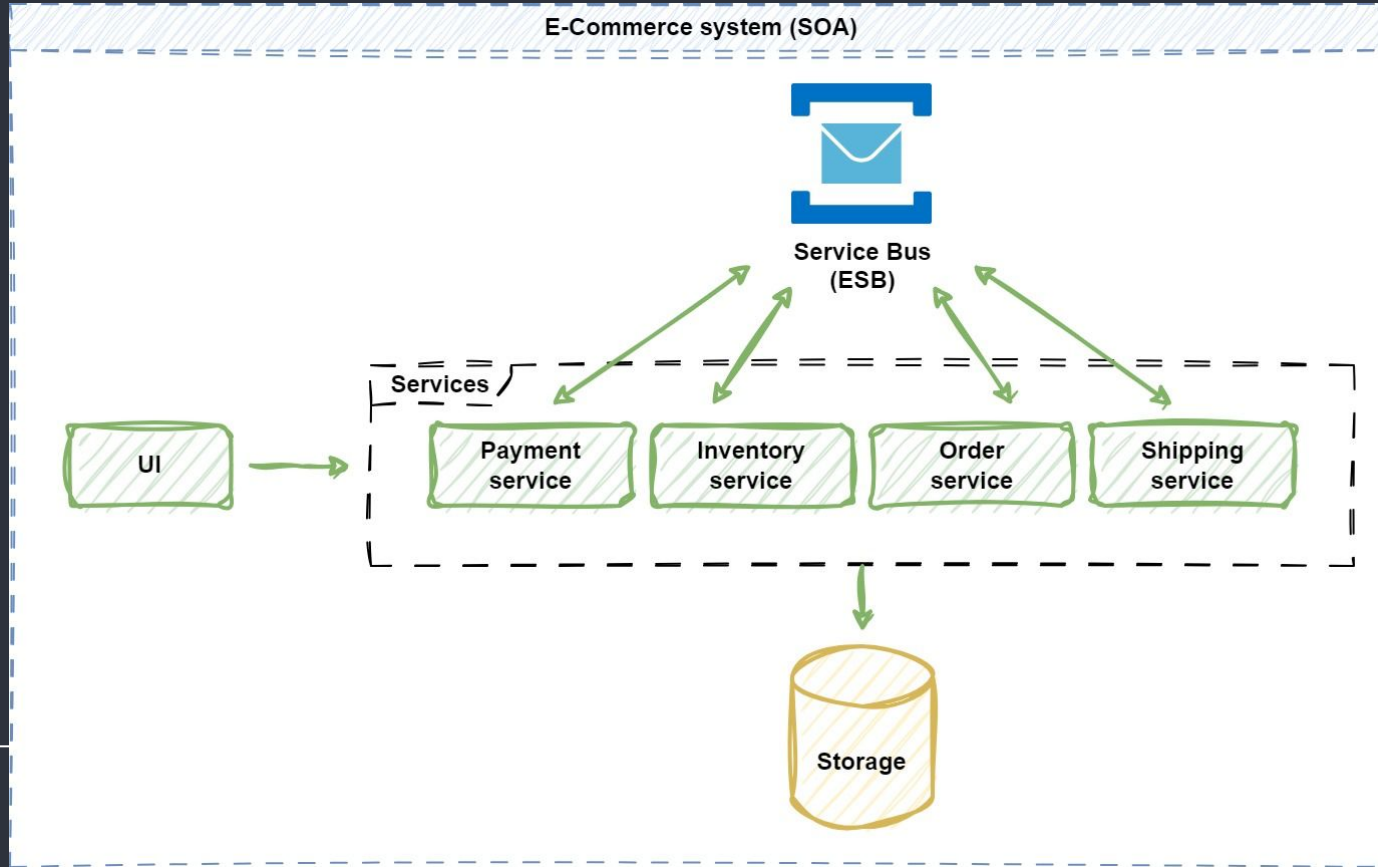 E-Commerce system (SOA)
Service Bus
(ESB)
Services
UI
Payment
service
Inventory
service
Order
service
Shipping
service
Storage